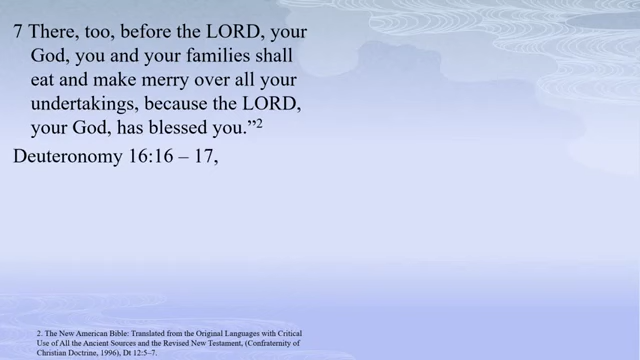 7 There, too, before the LORD, your
God, you and your families shall
eat and make merry over all your
undertakings, because the LORD,
your God, has blessed you.”2
Deuteronomy 16:16 – 17,
2. The New American Bible: Translated from the Original Languages with Critical
Use of All the Ancient Sources and the Revised New Testament, (Confraternity of
Christian Doctrine, 1996), Dt 12:5–7.